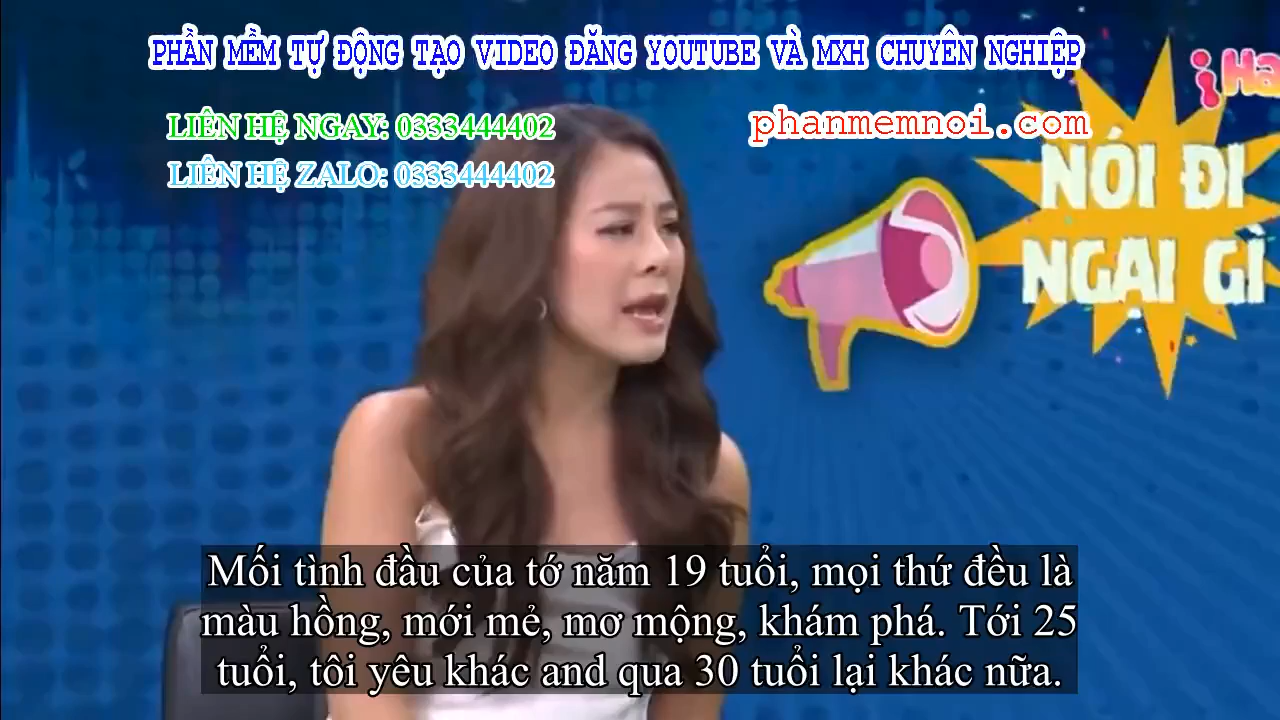 PHẦN MỀM TỰ ĐỘNG TẠO VIDEO ĐĂNG YOUTUBE VÀ MXH CHUYÊN NGHIỆP
LIÊN HỆ NGAY: 0333444402
phanmemnoi.com
LIÊN HỆ ZALO: 0333444402
NÓI ĐI
NGẠI GÌ
Mối tình đầu của tớ năm 19 tuổi, mọi thứ đều là
màu hồng, mới mẻ, mơ mộng, khám phá. Tới 25
tuổi, tôi yêu khác and qua 30 tuổi lại khác nữa.